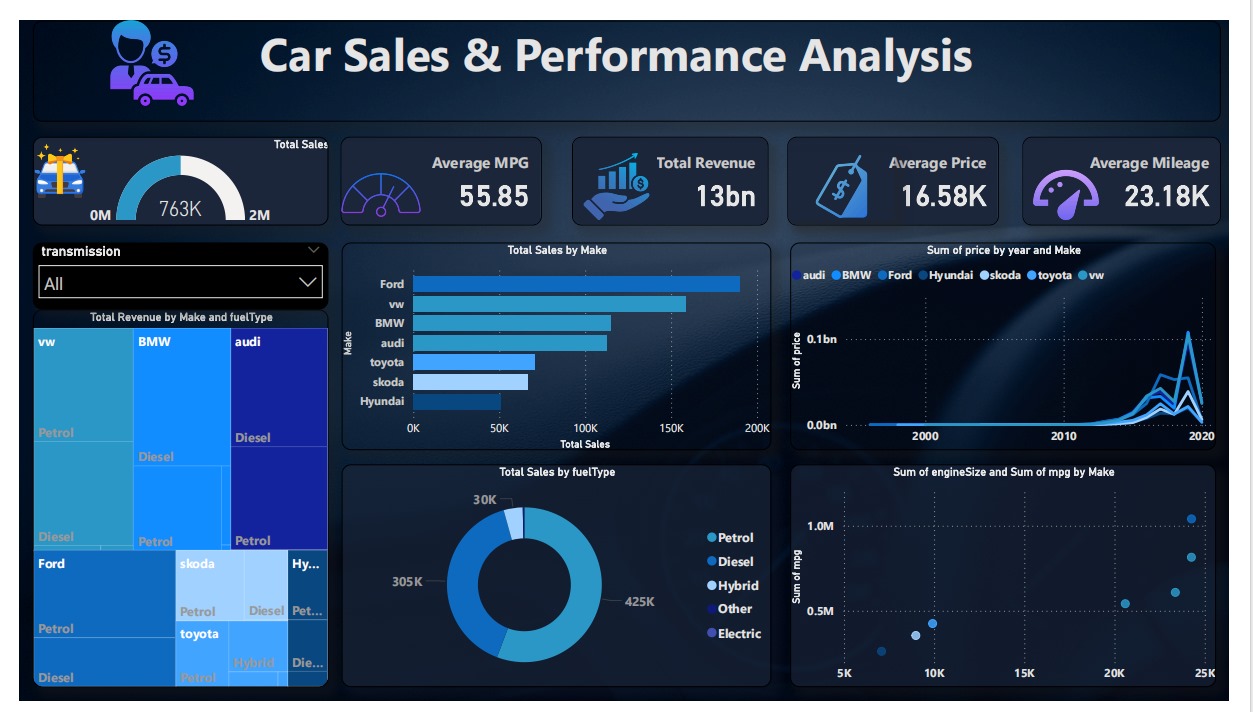 Car Sales & Performance Analysis
Total Sales
0M
763K
2M
Average MPG
55.85
Total Revenue
13bn
Average Price
16.58K
Average Mileage
23.18K
transmission
All
Total Revenue by Make and fuelType
vw
Petrol
Diesel
BMW
Diesel
Petrol
audi
Diesel
Petrol
Ford
Petrol
Diesel
skoda
Petrol
Diesel
Hy...
Pet...
Die...
toyota
Petrol
Hybrid
Total Sales by Make
Make
Ford
vw
BMW
audi
toyota
skoda
Hyundai
0K 50K 100K 150K 200K
Total Sales
Sum of price by year and Make
audi BMW Ford Hyundai skoda toyota vw
Sum of price
0.1bn
0.0bn
2000 2010 2020
Total Sales by fuelType
30K
305K
425K
Petrol
Diesel
Hybrid
Other
Electric
Sum of engineSize and Sum of mpg by Make
Sum of mpg
1.0M
0.5M
5K 10K 15K 20K 25K